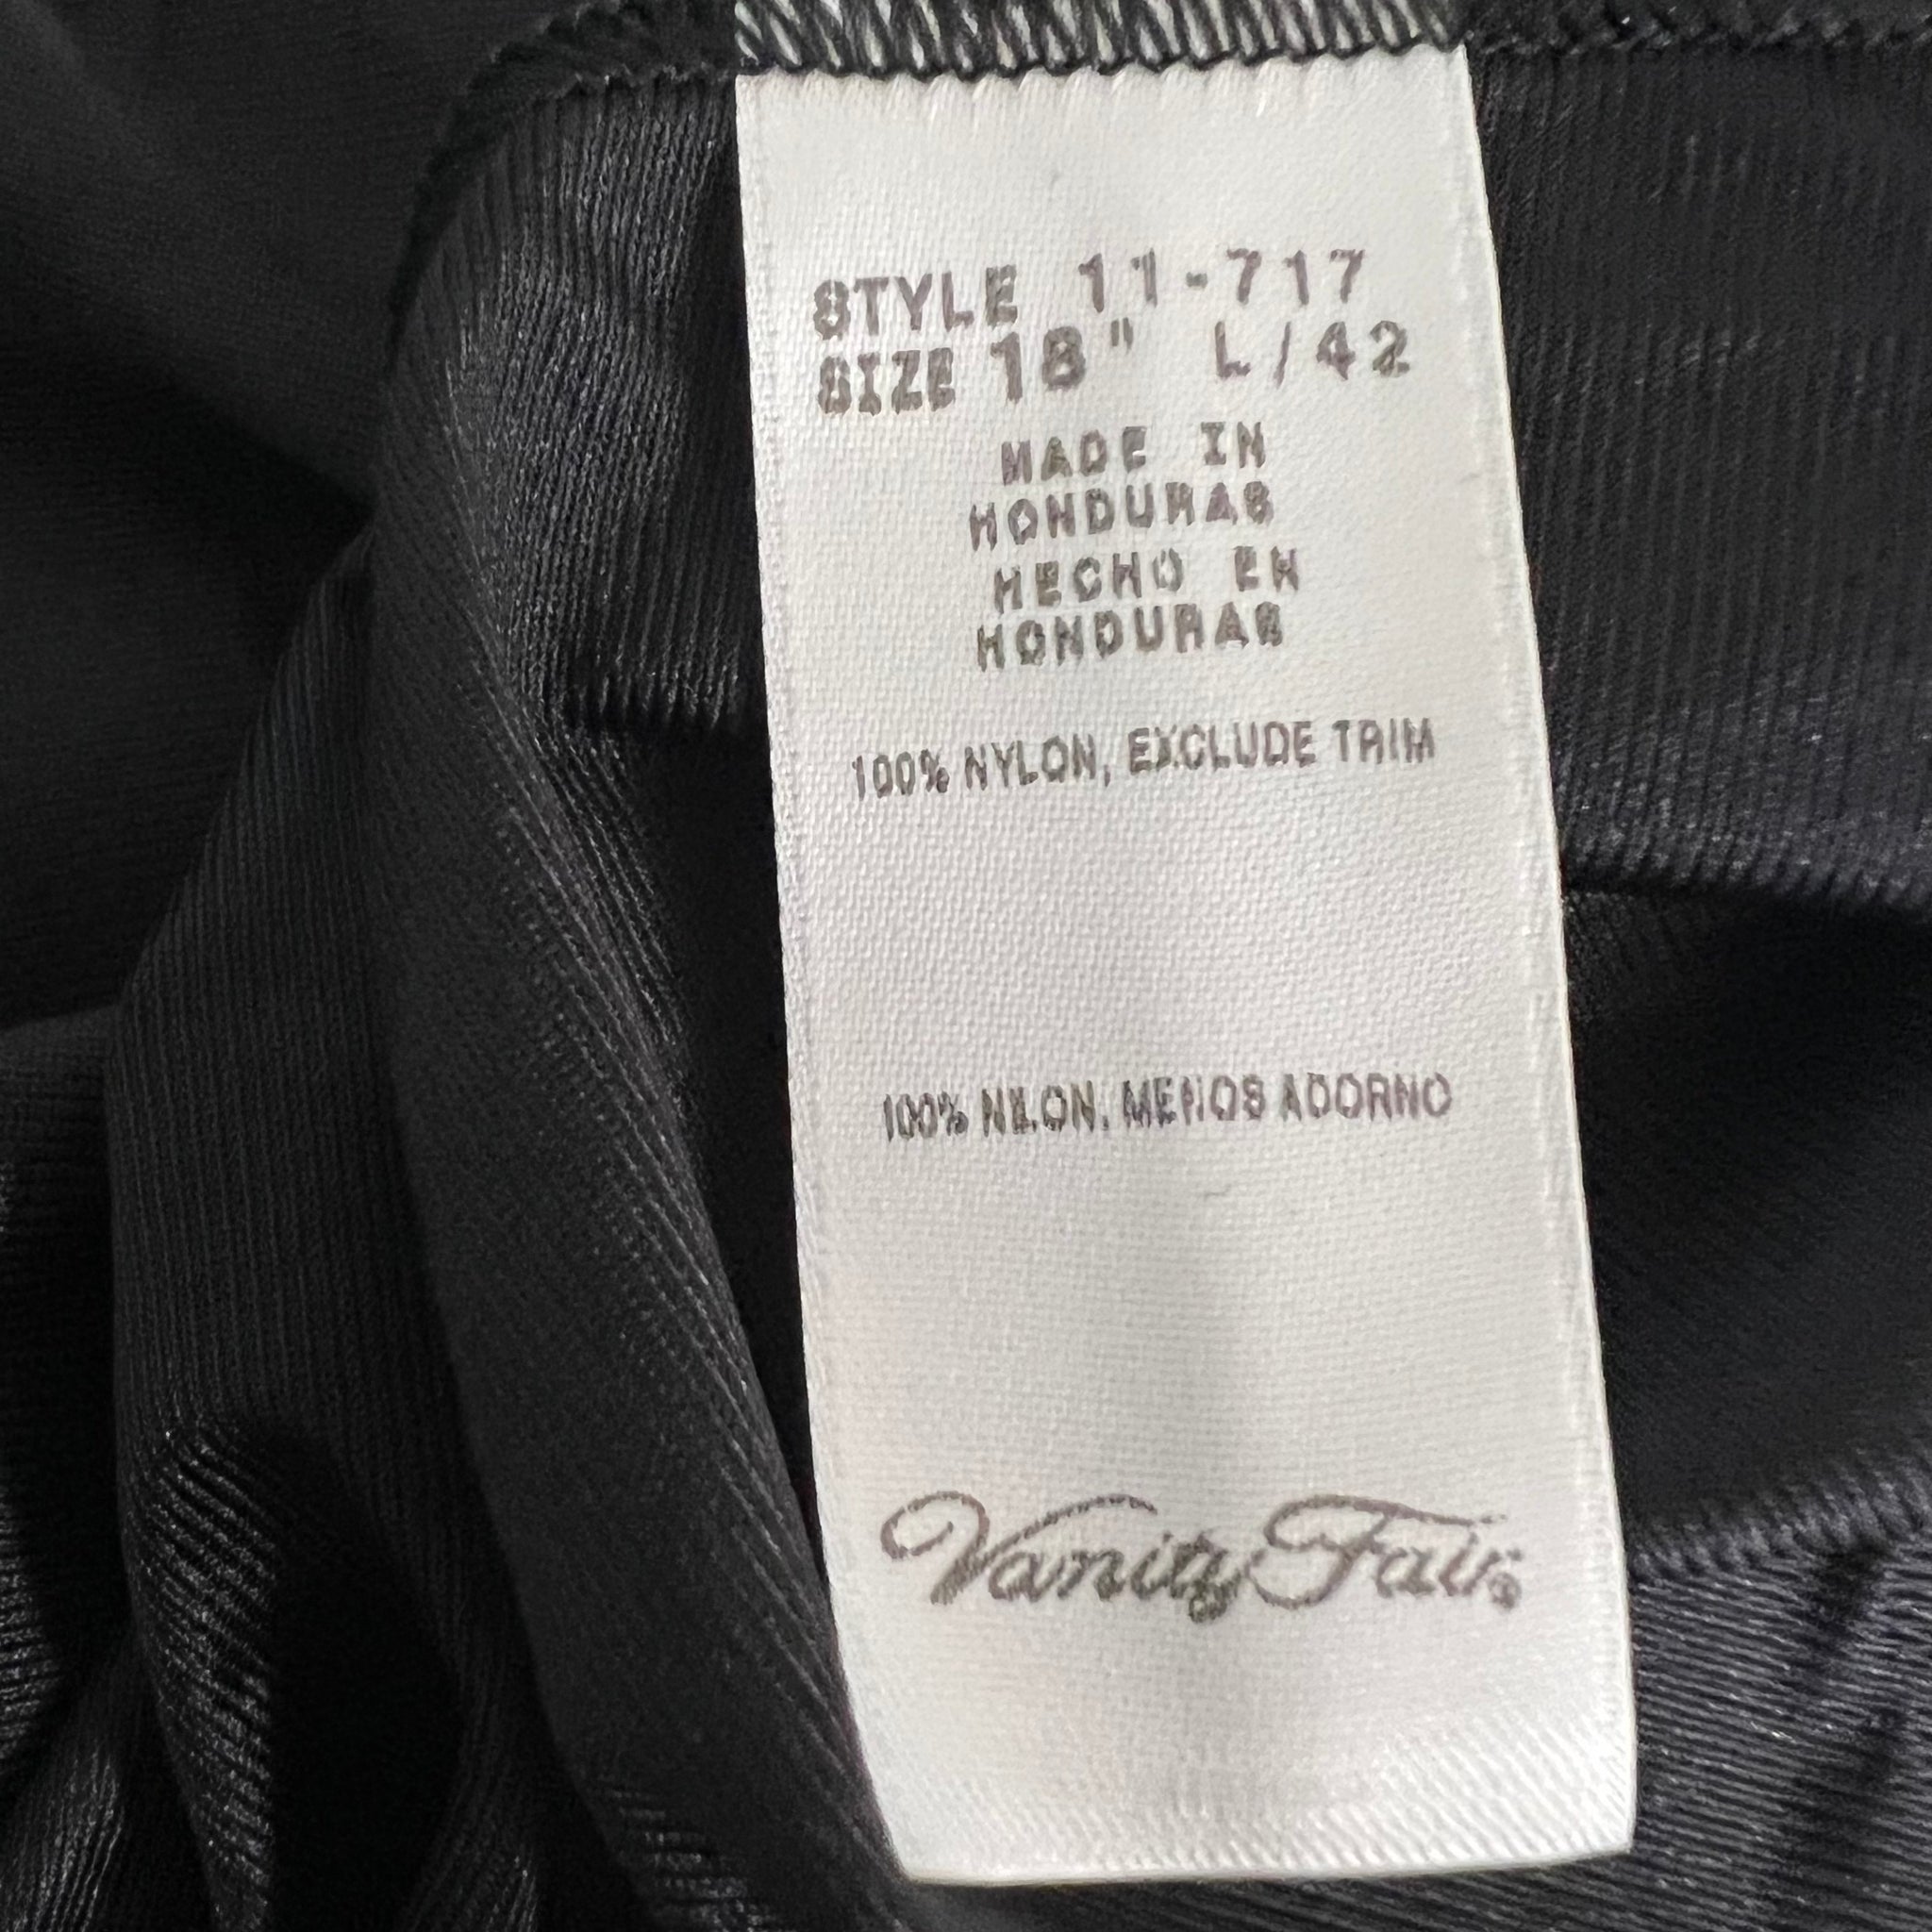 STYLE 11-717
SIZE 18" L/42
MADE IN
HONDURAS
HECHO EN
HONDURAS
100% NYLON, EXCLUDE TRIM
100% NILON, MENOS ADORNO
Vanity Fair®